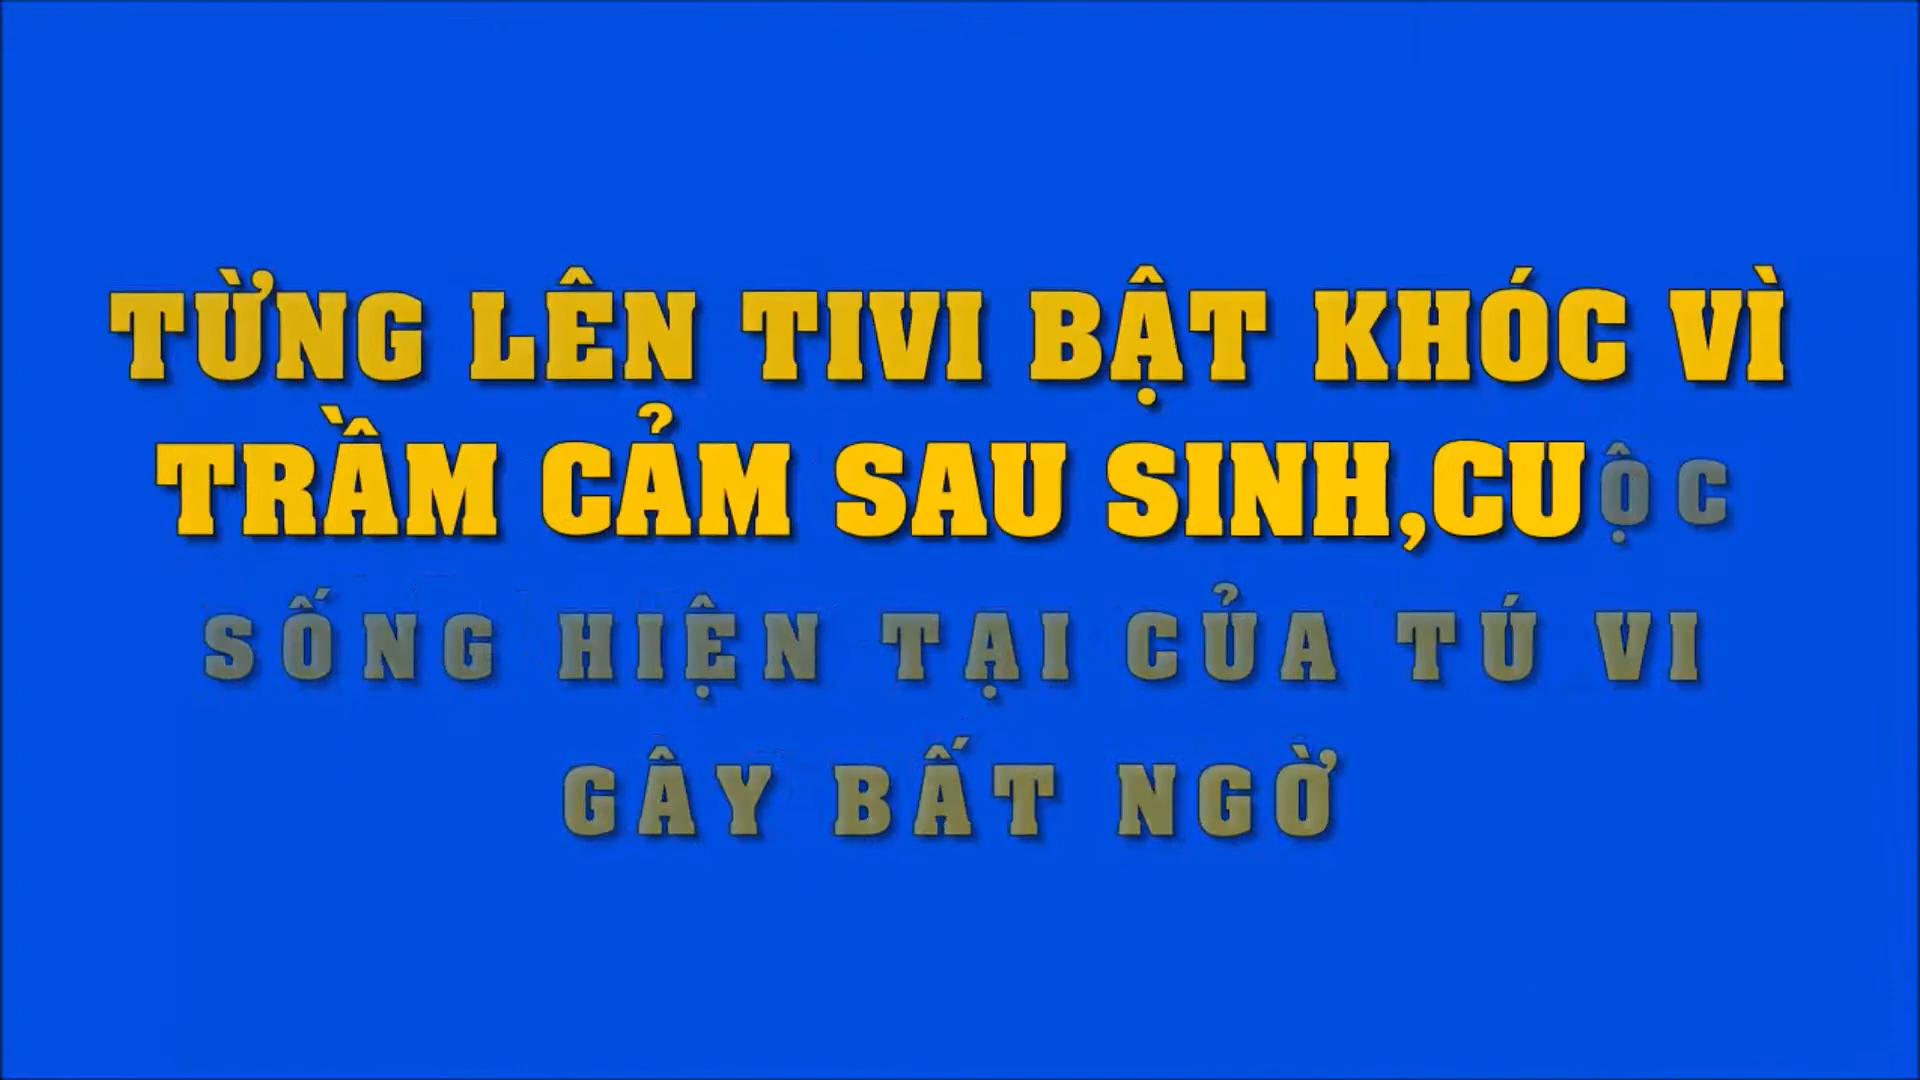 TỪNG LÊN TIVI BẬT KHÓC VÌ
TRẦM CẢM SAU SINH,CUỘC
SỐNG HIỆN TẠI CỦA TÚ VI
GÂY BẤT NGỜ